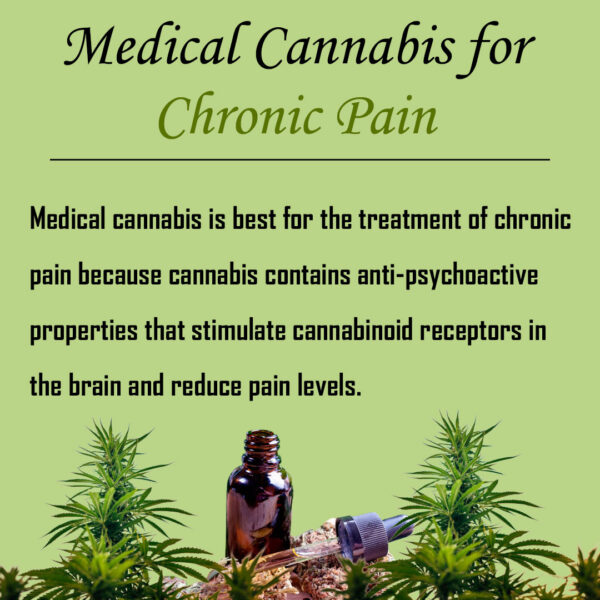 Medical Cannabis for
Chronic Pain
Medical cannabis is best for the treatment of chronic
pain because cannabis contains anti-psychoactive
properties that stimulate cannabinoid receptors in
the brain and reduce pain levels.